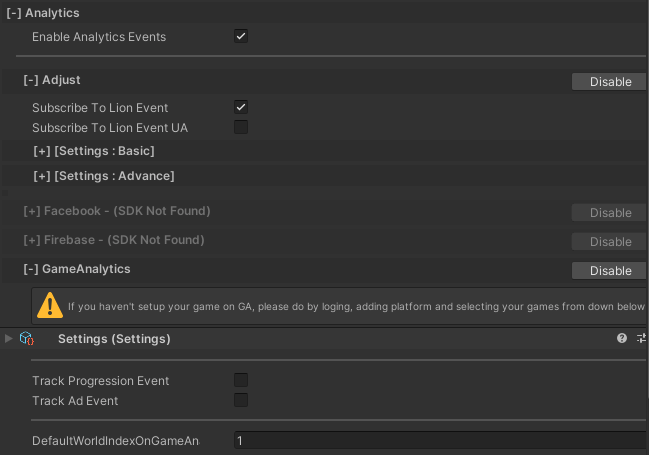 [-] Analytics
Enable Analytics Events
[-] Adjust
Disable
Subscribe To Lion Event
Subscribe To Lion Event UA
[+] [Settings : Basic]
[+] [Settings : Advance]
[+] Facebook - (SDK Not Found)
Disable
[+] Firebase - (SDK Not Found)
Disable
[-] GameAnalytics
Disable
If you haven't setup your game on GA, please do by loging, adding platform and selecting your games from down below
Settings (Settings)
Track Progression Event
Track Ad Event
DefaultWorldIndexOnGameAn
1